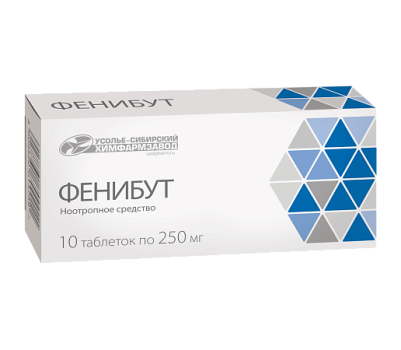 ФЕНИБУТ
УСОЛЬЕ-СИБИРСКИЙ
ХИМФАРМЗАВОД
ФЕНИБУТ
Ноотропное средство
10 таблеток по 250 мг